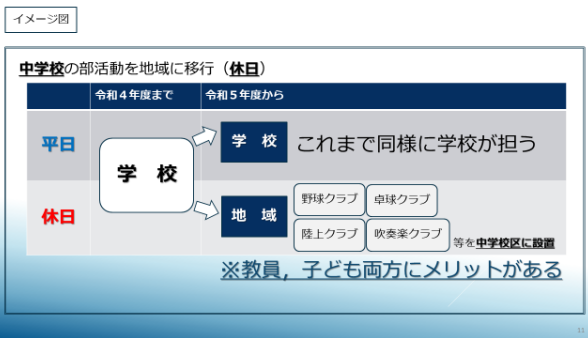 イメージ図
中学校の部活動を地域に移行（休日）
令和４年度まで
令和５年度から
平日
学　校
学　校
これまで同様に学校が担う
休日
地　域
野球クラブ
卓球クラブ
陸上クラブ
吹奏楽クラブ
等を中学校区に設置
※教員，子ども両方にメリットがある
11